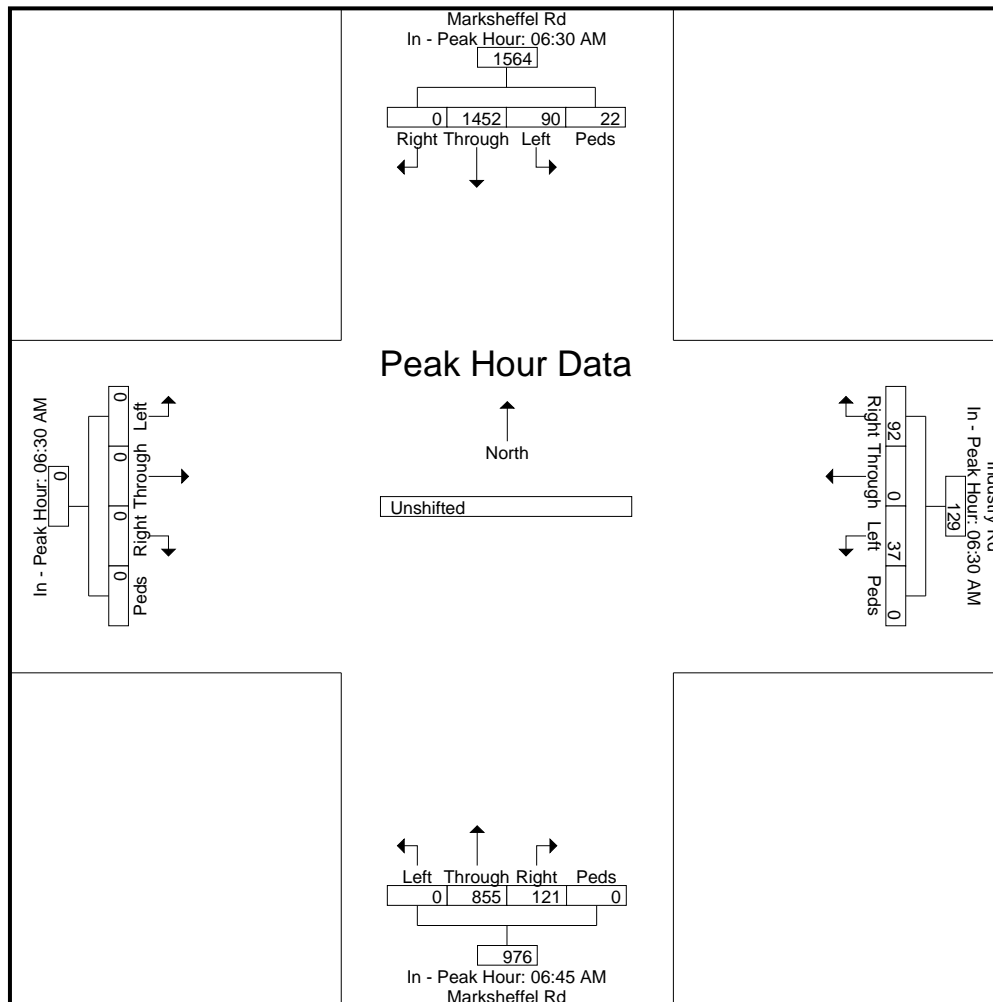 Marksheffel Rd
In - Peak Hour: 06:30 AM
1564
0 1452 90 22
Right Through Left Peds
Peak Hour Data
North
Unshifted
In - Peak Hour: 06:30 AM
0
0 0 0 0
Left Through Right Peds
Industry Rd
In - Peak Hour: 06:30 AM
129
92 0 37 0
Right Through Left Peds
Left Through Right Peds
0 855 121 0
976
In - Peak Hour: 06:45 AM
Marksheffel Rd